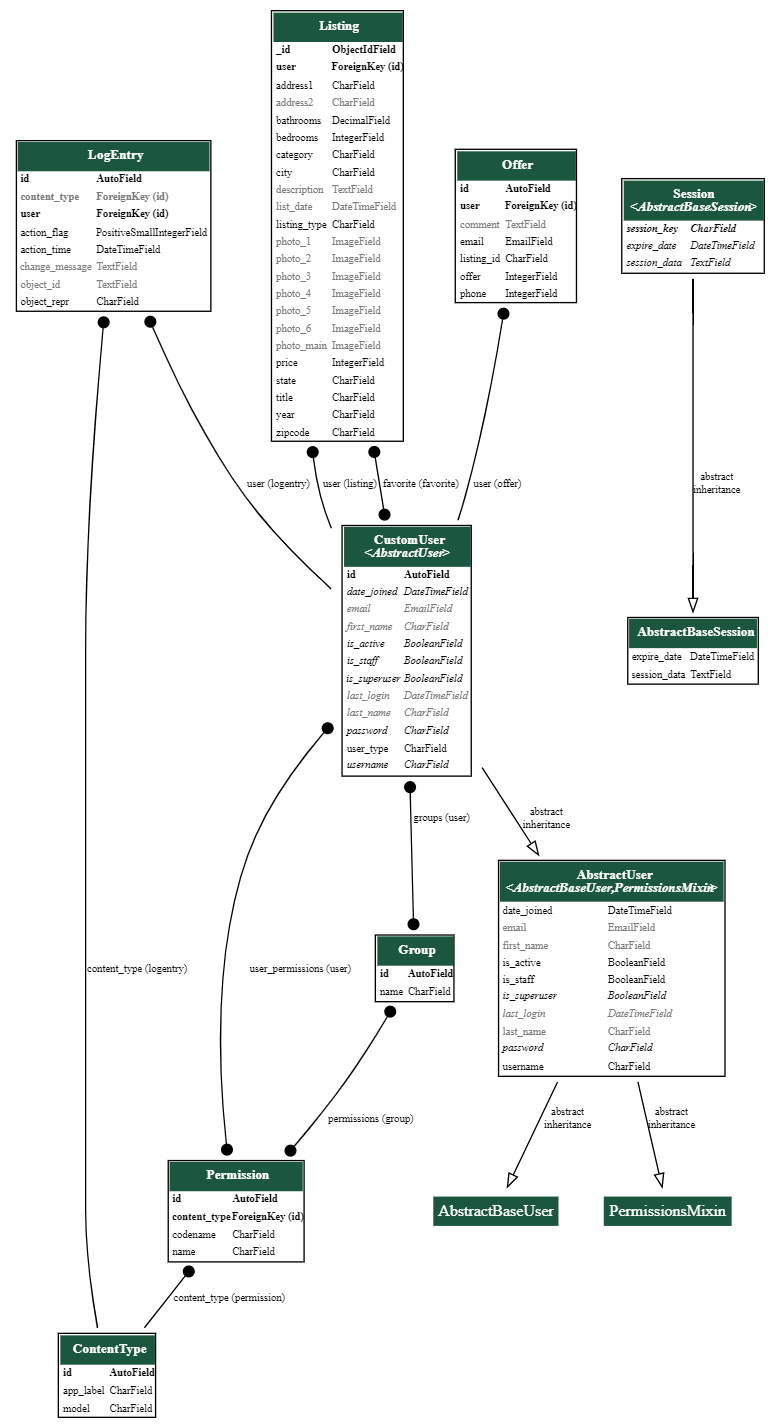 Listing
_id ObjectIdField
user ForeignKey (id)
address1 CharField
address2 CharField
bathrooms DecimalField
bedrooms IntegerField
category CharField
city CharField
description TextField
list_date DateTimeField
listing_type CharField
photo_1 ImageField
photo_2 ImageField
photo_3 ImageField
photo_4 ImageField
photo_5 ImageField
photo_6 ImageField
photo_main ImageField
price IntegerField
state CharField
title CharField
year CharField
zipcode CharField
LogEntry
id AutoField
content_type ForeignKey (id)
user ForeignKey (id)
action_flag PositiveSmallIntegerField
action_time DateTimeField
change_message TextField
object_id TextField
object_repr CharField
Offer
id AutoField
user ForeignKey (id)
comment TextField
email EmailField
listing_id CharField
offer IntegerField
phone IntegerField
Session
<AbstractBaseSession>
session_key CharField
expire_date DateTimeField
session_data TextField
user (logentry)
user (listing)
favorite (favorite)
user (offer)
abstract
inheritance
CustomUser
<AbstractUser>
id AutoField
date_joined DateTimeField
email EmailField
first_name CharField
is_active BooleanField
is_staff BooleanField
is_superuser BooleanField
last_login DateTimeField
last_name CharField
password CharField
user_type CharField
username CharField
AbstractBaseSession
expire_date DateTimeField
session_data TextField
groups (user)
abstract
inheritance
AbstractUser
<AbstractBaseUser,PermissionsMixin>
date_joined DateTimeField
email EmailField
first_name CharField
is_active BooleanField
is_staff BooleanField
is_superuser BooleanField
last_login DateTimeField
last_name CharField
password CharField
username CharField
content_type (logentry)
user_permissions (user)
Group
id AutoField
name CharField
permissions (group)
abstract
inheritance
abstract
inheritance
Permission
id AutoField
content_type ForeignKey (id)
codename CharField
name CharField
AbstractBaseUser
PermissionsMixin
content_type (permission)
ContentType
id AutoField
app_label CharField
model CharField